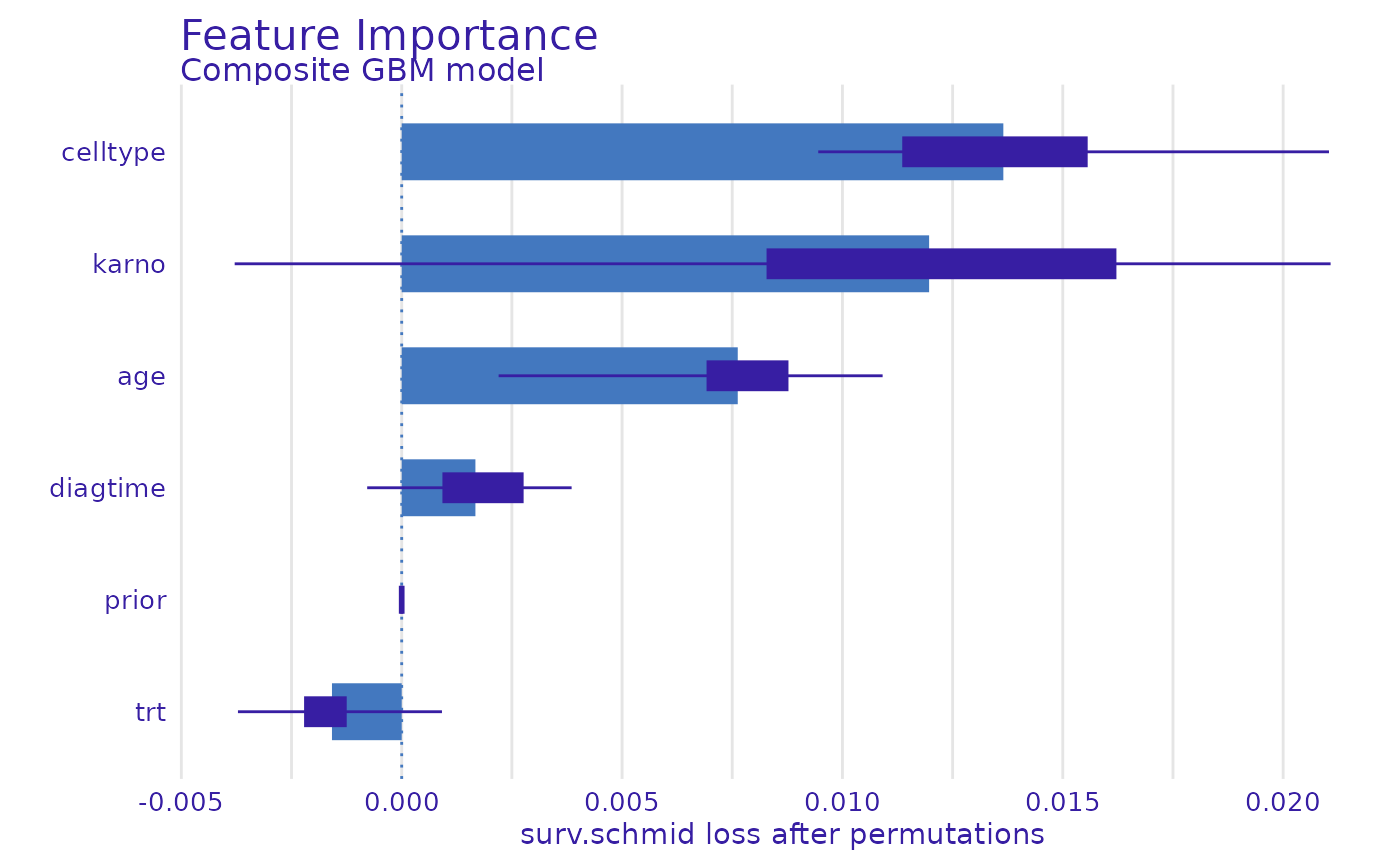 Feature Importance
Composite GBM model
celltype
karno
age
diagtime
prior
trt
-0.005 0.000 0.005 0.010 0.015 0.020
surv.schmid loss after permutations